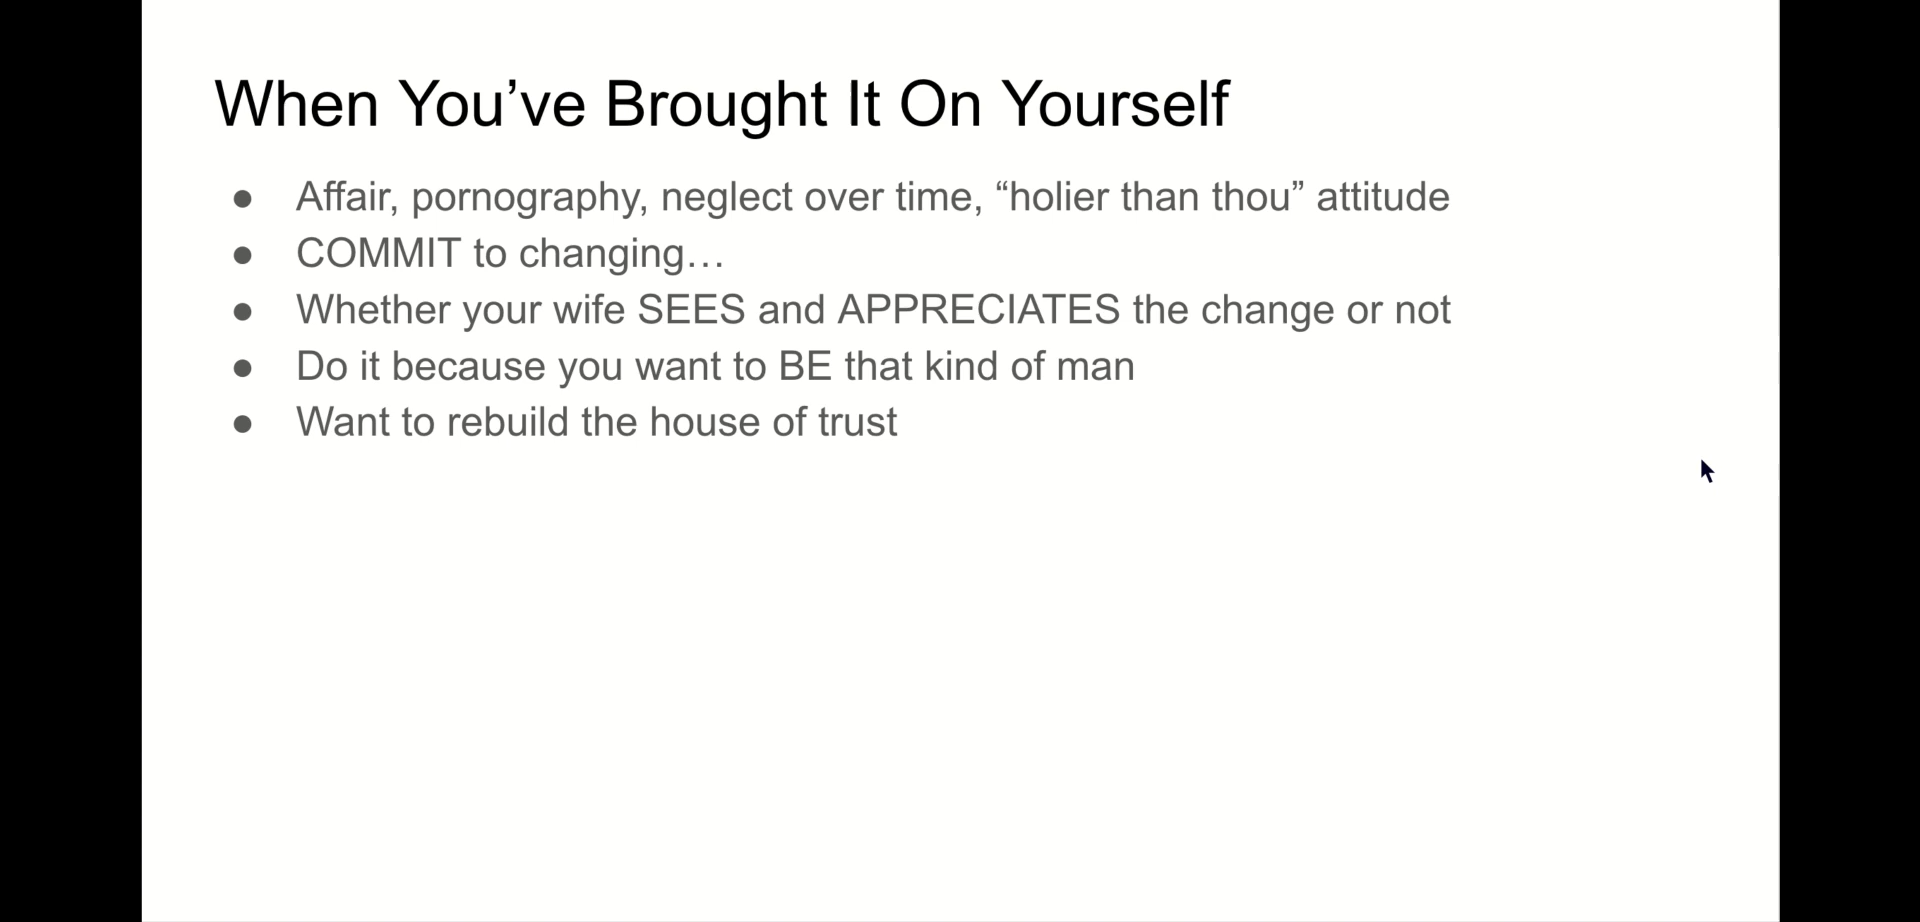 When You’ve Brought It On Yourself
● Affair, pornography, neglect over time, “holier than thou” attitude
● COMMIT to changing…
● Whether your wife SEES and APPRECIATES the change or not
● Do it because you want to BE that kind of man
● Want to rebuild the house of trust